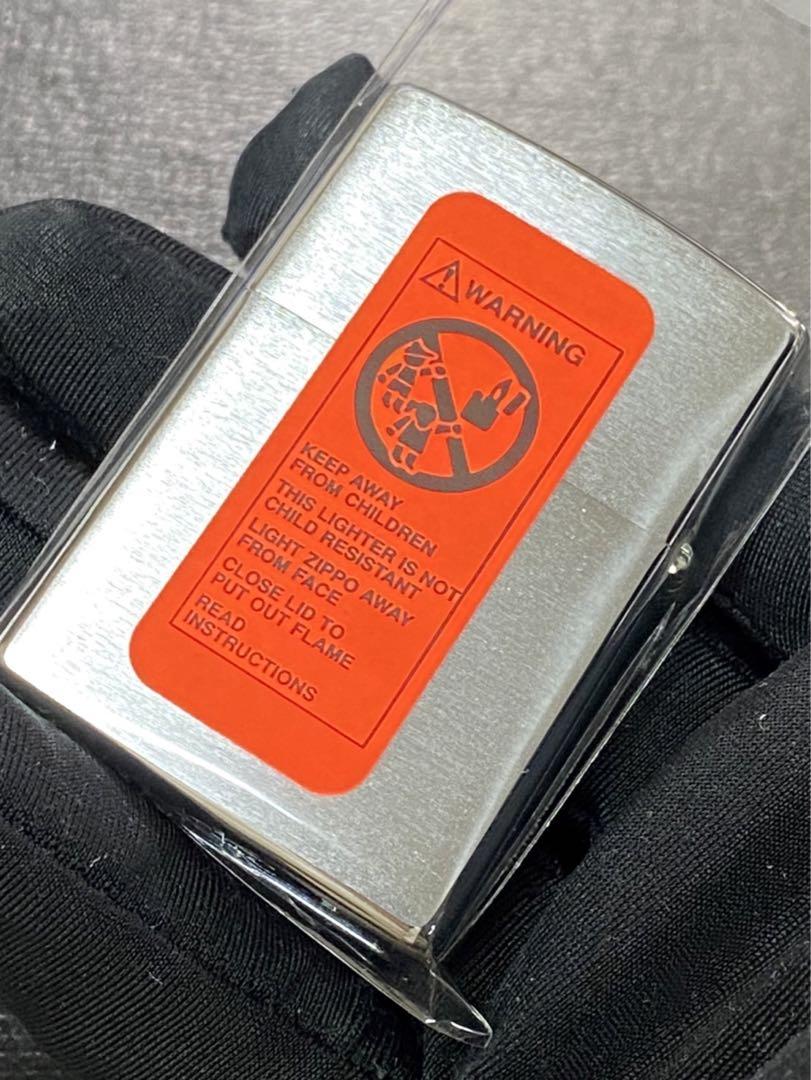 WARNING
KEEP AWAY
FROM CHILDREN
THIS LIGHTER IS NOT
CHILD RESISTANT
LIGHT ZIPPO AWAY
FROM FACE
CLOSE LID TO
PUT OUT FLAME
READ
INSTRUCTIONS